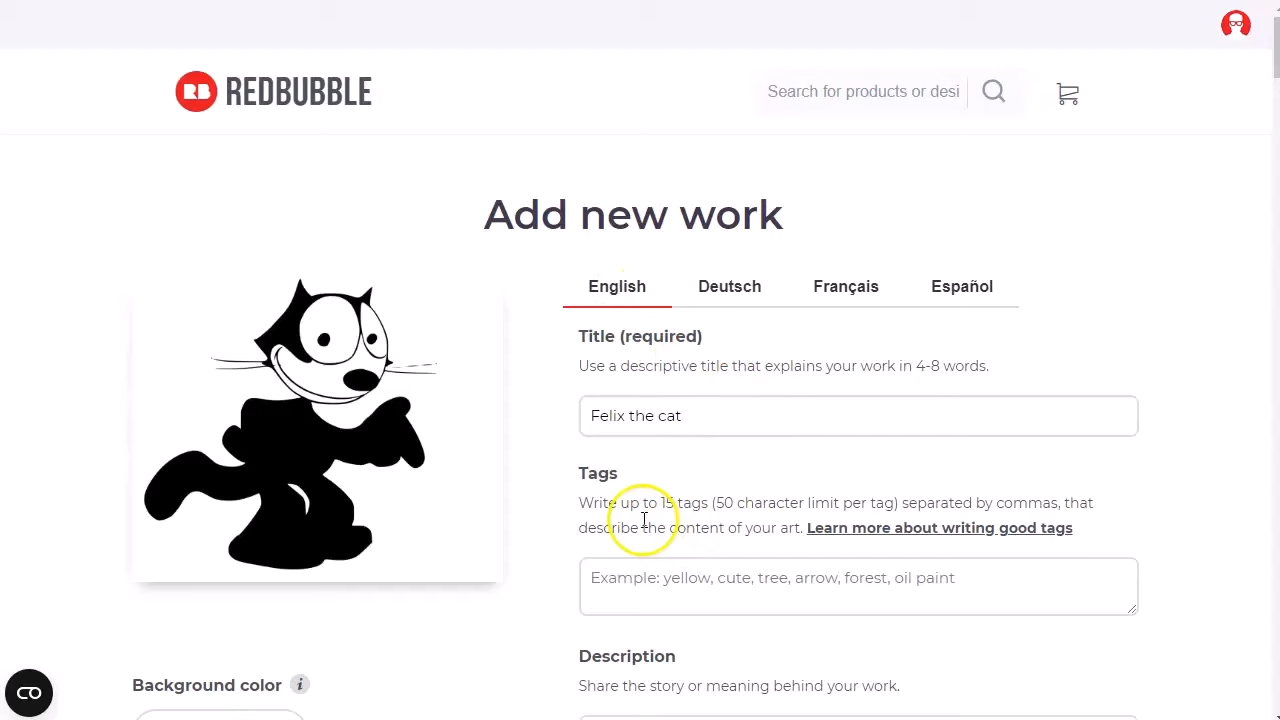 RB REDBUBBLE
Search for products or desi
Add new work
English Deutsch Français Español
Title (required)
Use a descriptive title that explains your work in 4-8 words.
Felix the cat
Tags
Write up to 15 tags (50 character limit per tag) separated by commas, that
describe the content of your art. Learn more about writing good tags
Example: yellow, cute, tree, arrow, forest, oil paint
Description
Share the story or meaning behind your work.
Background color i